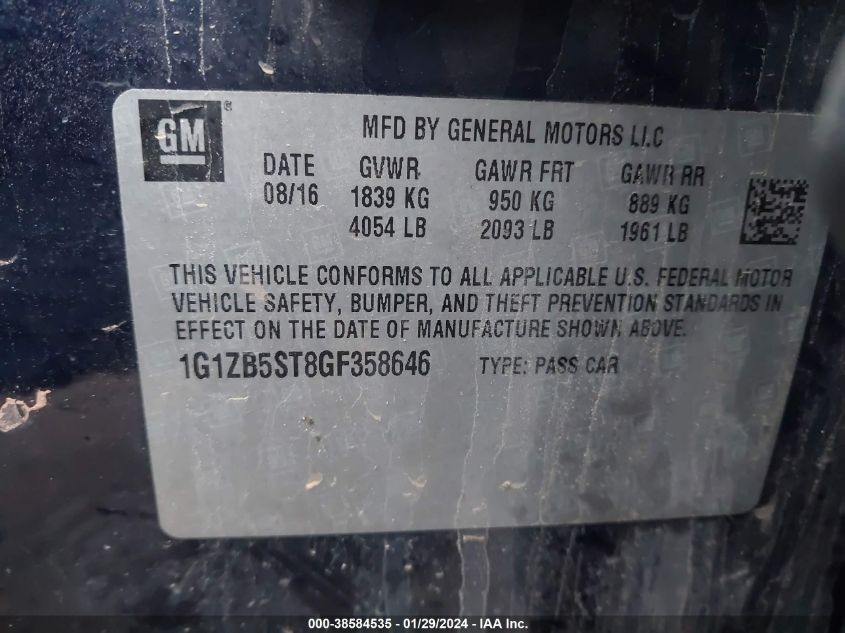 GM ®
MFD BY GENERAL MOTORS LLC
DATE GVWR GAWR FRT GAWR RR
08/16 1839 KG 950 KG 889 KG
4054 LB 2093 LB 1961 LB
THIS VEHICLE CONFORMS TO ALL APPLICABLE U.S. FEDERAL MOTOR
VEHICLE SAFETY, BUMPER, AND THEFT PREVENTION STANDARDS IN
EFFECT ON THE DATE OF MANUFACTURE SHOWN ABOVE.
1G1ZB5ST8GF358646 TYPE: PASS CAR
000-38584535 - 01/29/2024 - IAAI.com